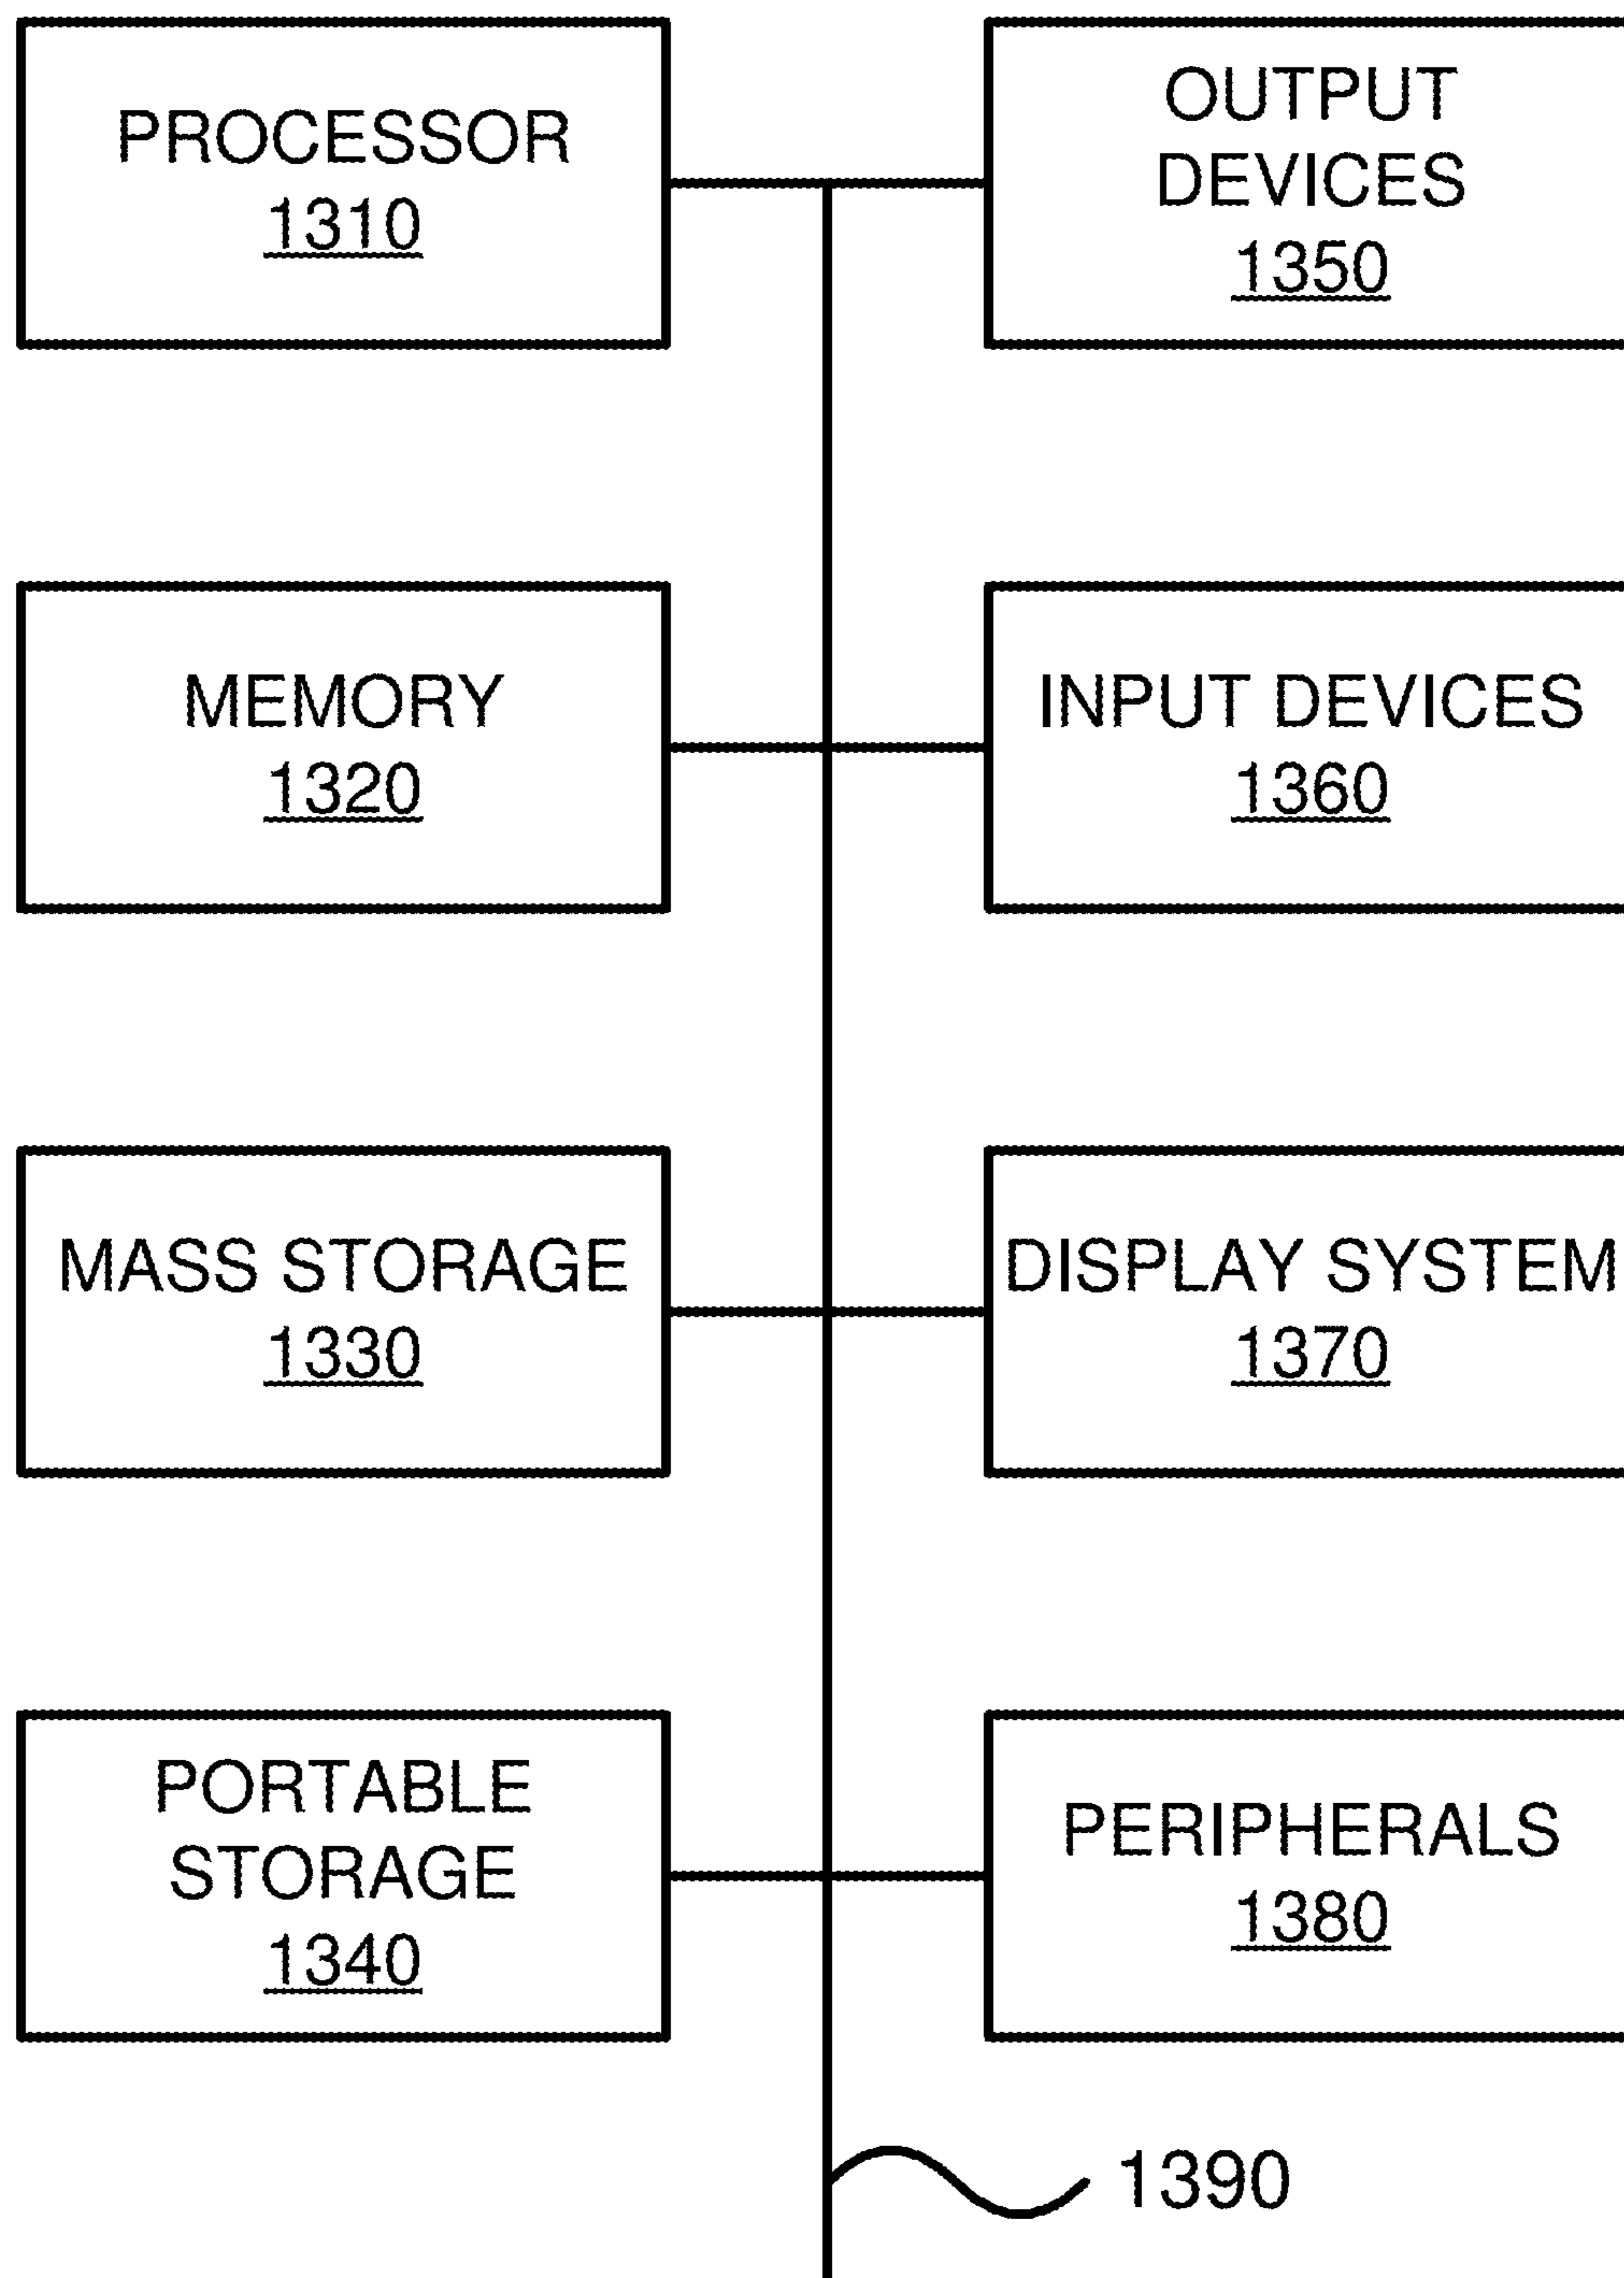 PROCESSOR
1310
OUTPUT
DEVICES
1350
MEMORY
1320
INPUT DEVICES
1360
MASS STORAGE
1330
DISPLAY SYSTEM
1370
PORTABLE
STORAGE
1340
PERIPHERALS
1380
1390